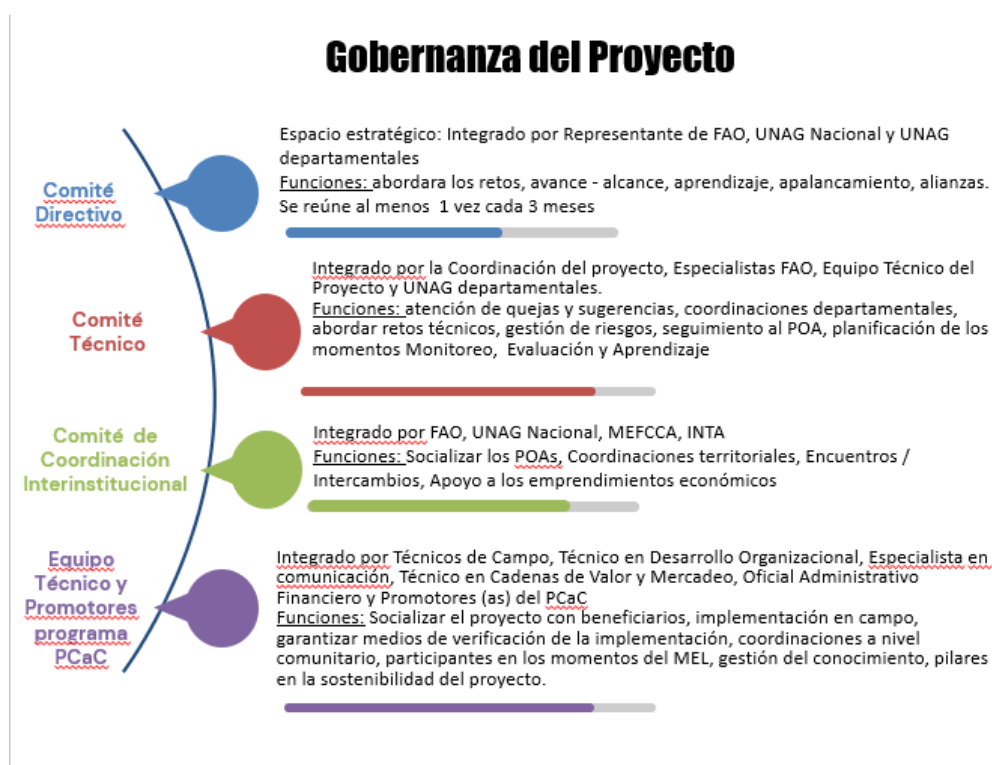 Gobernanza del Proyecto
Comité
Directivo
Espacio estratégico: Integrado por Representante de FAO, UNAG Nacional y UNAG
departamentales
Funciones: abordara los retos, avance - alcance, aprendizaje, apalancamiento, alianzas.
Se reúne al menos 1 vez cada 3 meses
Comité
Técnico
Integrado por la Coordinación del proyecto, Especialistas FAO, Equipo Técnico del
Proyecto y UNAG departamentales.
Funciones: atención de quejas y sugerencias, coordinaciones departamentales,
abordar retos técnicos, gestión de riesgos, seguimiento al POA, planificación de los
momentos Monitoreo, Evaluación y Aprendizaje
Comité de
Coordinación
Interinstitucional
Integrado por FAO, UNAG Nacional, MEFCCA, INTA
Funciones: Socializar los POAs, Coordinaciones territoriales, Encuentros /
Intercambios, Apoyo a los emprendimientos económicos
Equipo
Técnico y
Promotores
programa
PCaC
Integrado por Técnicos de Campo, Técnico en Desarrollo Organizacional, Especialista en
comunicación, Técnico en Cadenas de Valor y Mercadeo, Oficial Administrativo
Financiero y Promotores (as) del PCaC
Funciones: Socializar el proyecto con beneficiarios, implementación en campo,
garantizar medios de verificación de la implementación, coordinaciones a nivel
comunitario, participantes en los momentos del MEL, gestión del conocimiento, pilares
en la sostenibilidad del proyecto.